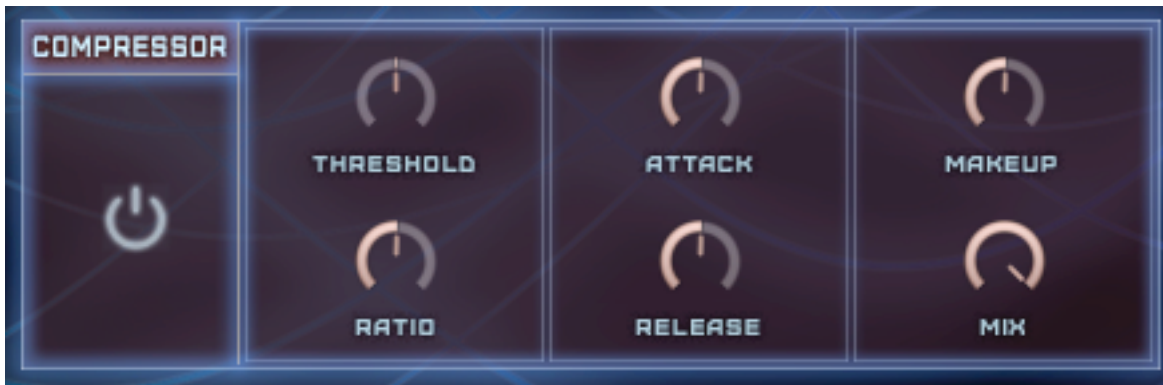 COMPRESSOR
THRESHOLD
ATTACK
MAKEUP
RATIO
RELEASE
MIX